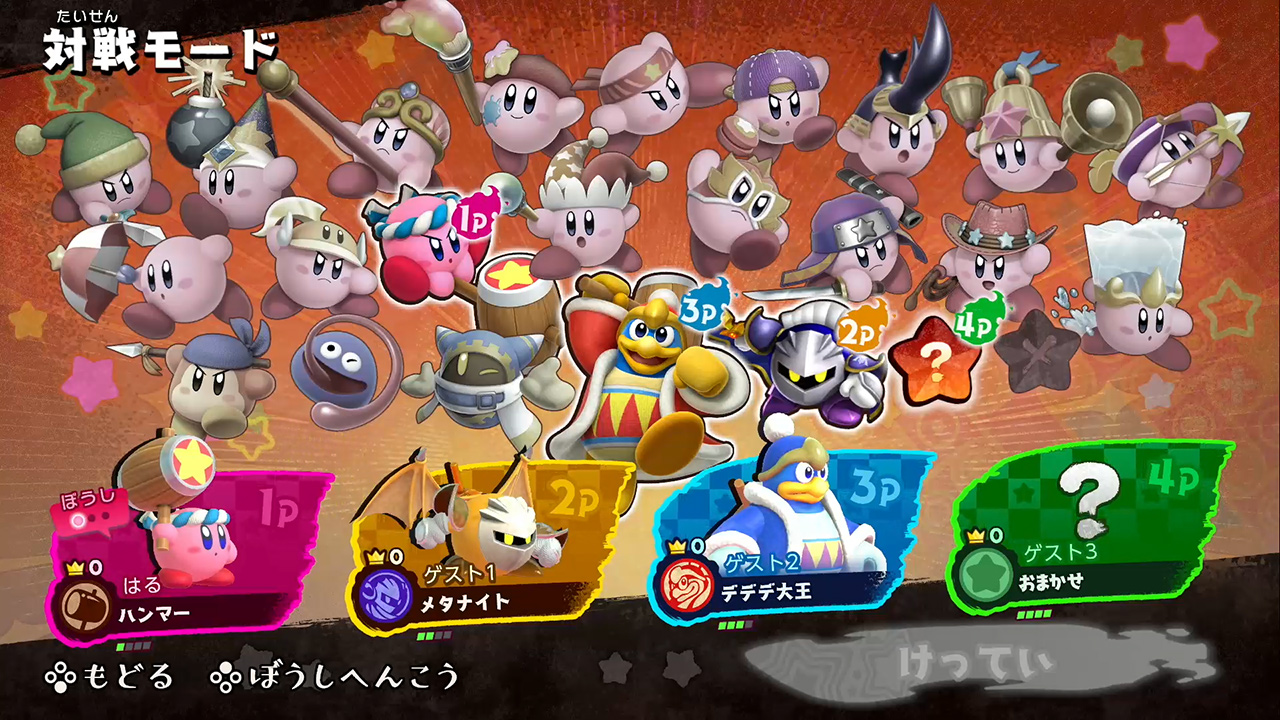 たいせん
対戦モード
1P
3P
2P
4P
?
ぼうし
1P
0
はる
ハンマー
2P
0
ゲスト1
メタナイト
3P
0
ゲスト2
デデデ大王
?
4P
0
ゲスト3
おまかせ
もどる ぼうしへんこう
けってい